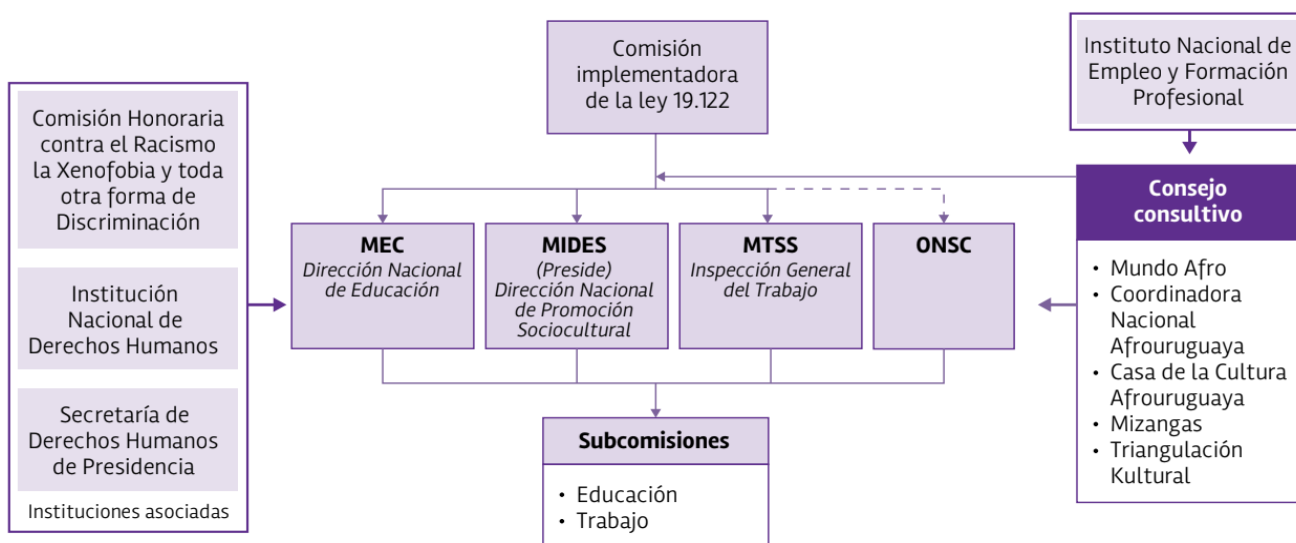 Comisión
implementadora
de la ley 19.122
Instituto Nacional de
Empleo y Formación
Profesional
Comisión Honoraria
contra el Racismo
la Xenofobia y toda
otra forma de
Discriminación
Institución
Nacional de
Derechos Humanos
Secretaría de
Derechos Humanos
de Presidencia
Instituciones asociadas
MEC
Dirección Nacional
de Educación
MIDES
(Preside)
Dirección Nacional
de Promoción
Sociocultural
MTSS
Inspección General
del Trabajo
ONSC
Consejo
consultivo
• Mundo Afro
• Coordinadora
Nacional
Afrouruguaya
• Casa de la Cultura
Afrouruguaya
• Mizangas
• Triangulación
Kultural
Subcomisiones
• Educación
• Trabajo